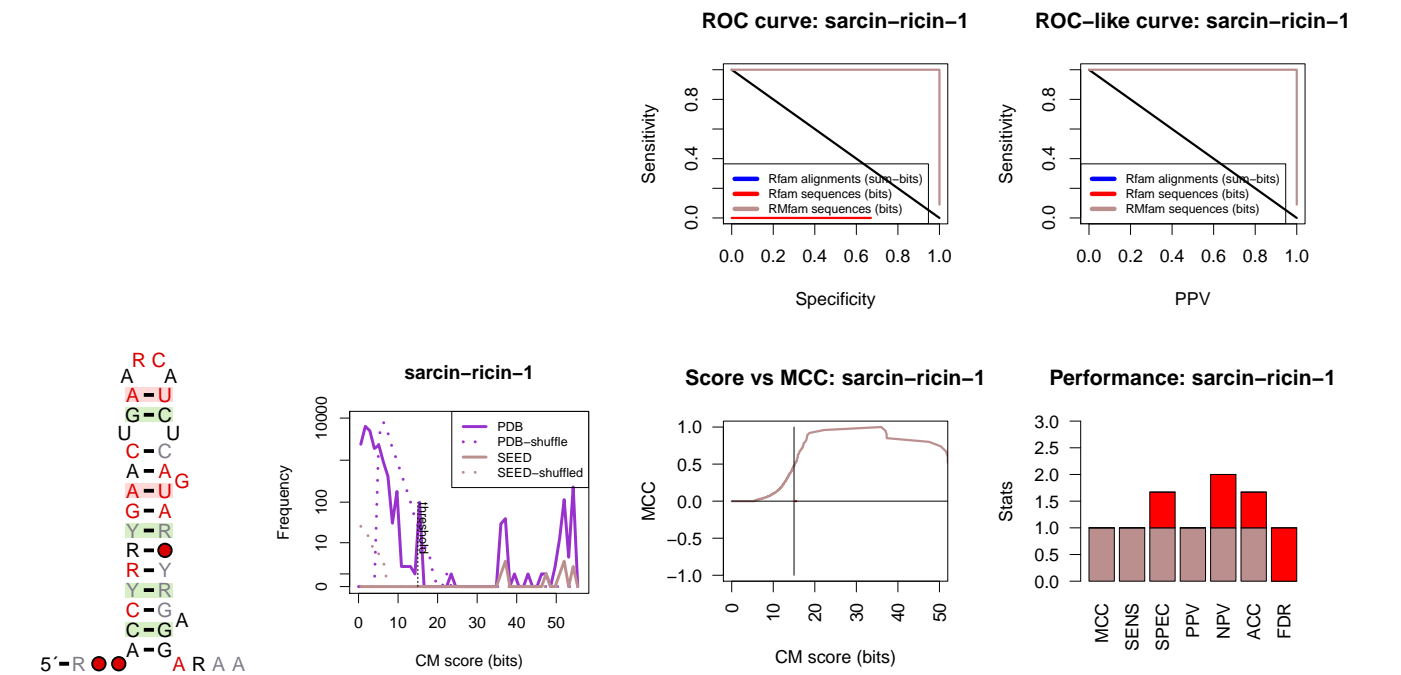 ROC curve: sarcin−ricin−1
Sensitivity
0.0 0.4 0.8
Rfam alignments (sum−bits)
Rfam sequences (bits)
RMfam sequences (bits)
0.0 0.2 0.4 0.6 0.8 1.0
Specificity
ROC−like curve: sarcin−ricin−1
Sensitivity
0.0 0.4 0.8
Rfam alignments (sum−bits)
Rfam sequences (bits)
RMfam sequences (bits)
0.0 0.2 0.4 0.6 0.8 1.0
PPV
R C
A A
A U
G C
U U
C C
A A
G
A U
G A
Y R
R
R Y
Y R
C G
A
C G
A G
5´ R A R A A
sarcin−ricin−1
Frequency
0 10 100 10000
PDB
PDB−shuffle
SEED
SEED−shuffled
threshold
0 10 20 30 40 50
CM score (bits)
Score vs MCC: sarcin−ricin−1
MCC
1.0
0.5
0.0
−0.5
−1.0
0 10 20 30 40 50
CM score (bits)
Performance: sarcin−ricin−1
Stats
3.0
2.5
2.0
1.5
1.0
0.5
0.0
MCC SENS SPEC PPV NPV ACC FDR